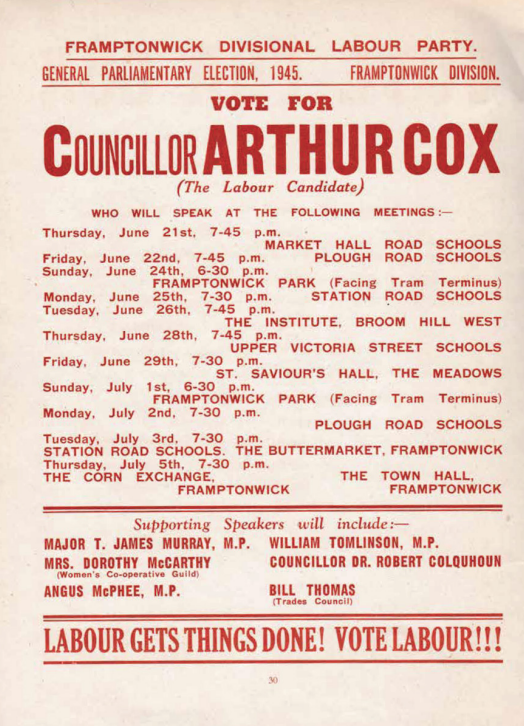 FRAMPTONWICK DIVISIONAL LABOUR PARTY.
GENERAL PARLIAMENTARY ELECTION, 1945. FRAMPTONWICK DIVISION.
VOTE FOR
COUNCILLOR ARTHUR COX
(The Labour Candidate)
WHO WILL SPEAK AT THE FOLLOWING MEETINGS:—
Thursday, June 21st, 7-45 p.m.
MARKET HALL ROAD SCHOOLS
Friday, June 22nd, 7-45 p.m. PLOUGH ROAD SCHOOLS
Sunday, June 24th, 6-30 p.m.
FRAMPTONWICK PARK (Facing Tram Terminus)
Monday, June 25th, 7-30 p.m. STATION ROAD SCHOOLS
Tuesday, June 26th, 7-45 p.m.
THE INSTITUTE, BROOM HILL WEST
Thursday, June 28th, 7-45 p.m.
UPPER VICTORIA STREET SCHOOLS
Friday, June 29th, 7-30 p.m.
ST. SAVIOUR'S HALL, THE MEADOWS
Sunday, July 1st, 6-30 p.m.
FRAMPTONWICK PARK (Facing Tram Terminus)
Monday, July 2nd, 7-30 p.m.
PLOUGH ROAD SCHOOLS
Tuesday, July 3rd, 7-30 p.m.
STATION ROAD SCHOOLS. THE BUTTERMARKET, FRAMPTONWICK
Thursday, July 5th, 7-30 p.m.
THE CORN EXCHANGE, THE TOWN HALL,
FRAMPTONWICK FRAMPTONWICK
Supporting Speakers will include:—
MAJOR T. JAMES MURRAY, M.P. WILLIAM TOMLINSON, M.P.
MRS. DOROTHY McCARTHY COUNCILLOR DR. ROBERT COLQUHOUN
(Women's Co-operative Guild)
ANGUS McPHEE, M.P. BILL THOMAS
(Trades Council)
LABOUR GETS THINGS DONE! VOTE LABOUR!!!
30